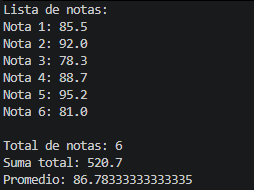 Lista de notas:
Nota 1: 85.5
Nota 2: 92.0
Nota 3: 78.3
Nota 4: 88.7
Nota 5: 95.2
Nota 6: 81.0

Total de notas: 6
Suma total: 520.7
Promedio: 86.78333333333335